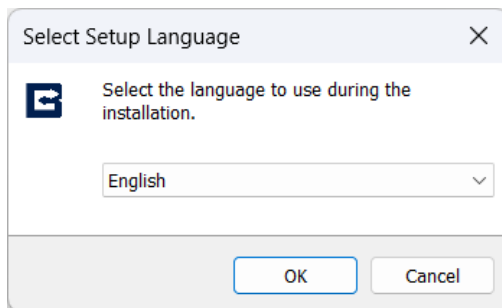 Select Setup Language
Select the language to use during the
installation.
English
OK
Cancel